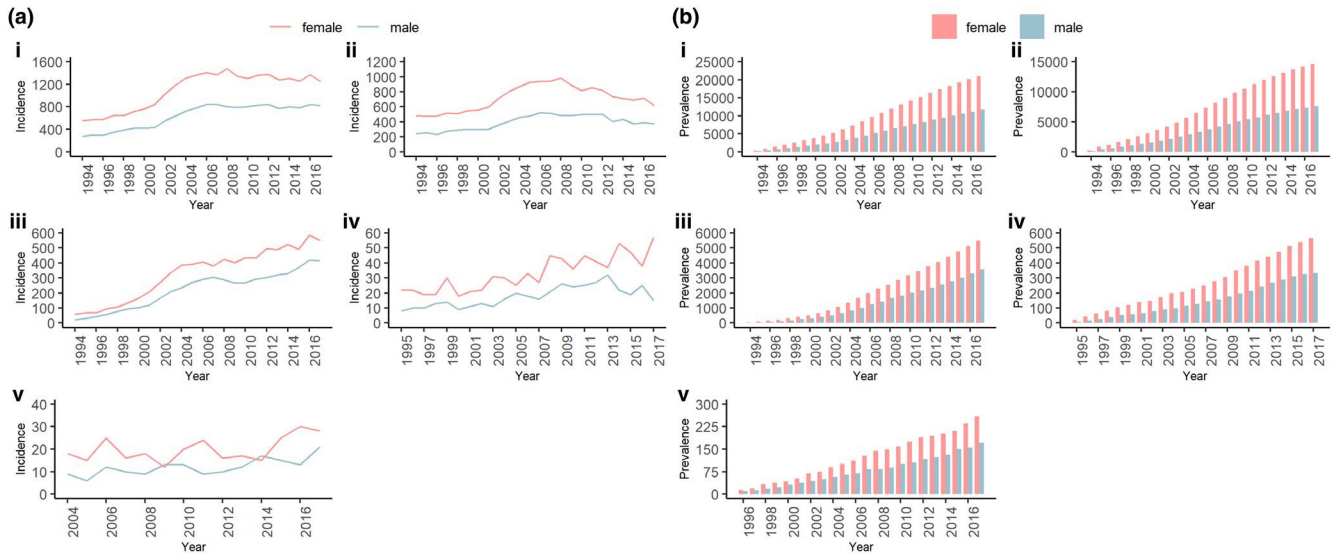 (a)
female male
i
Incidence
1600
1200
800
400
0
1994 1996 1998 2000 2002 2004 2006 2008 2010 2012 2014 2016
Year
ii
Incidence
1200
1000
800
600
400
200
0
1994 1996 1998 2000 2002 2004 2006 2008 2010 2012 2014 2016
Year
iii
Incidence
600
500
400
300
200
100
0
1994 1996 1998 2000 2002 2004 2006 2008 2010 2012 2014 2016
Year
iv
Incidence
60
50
40
30
20
10
0
1995 1997 1999 2001 2003 2005 2007 2009 2011 2013 2015 2017
Year
v
Incidence
40
30
20
10
0
2004 2006 2008 2010 2012 2014 2016
Year
(b)
female male
i
Prevalence
25000
20000
15000
10000
5000
0
1994 1996 1998 2000 2002 2004 2006 2008 2010 2012 2014 2016
Year
ii
Prevalence
15000
10000
5000
0
1994 1996 1998 2000 2002 2004 2006 2008 2010 2012 2014 2016
Year
iii
Prevalence
6000
5000
4000
3000
2000
1000
0
1994 1996 1998 2000 2002 2004 2006 2008 2010 2012 2014 2016
Year
iv
Prevalence
600
500
400
300
200
100
0
1995 1997 1999 2001 2003 2005 2007 2009 2011 2013 2015 2017
Year
v
Prevalence
300
225
150
75
0
1996 1998 2000 2002 2004 2006 2008 2010 2012 2014 2016
Year